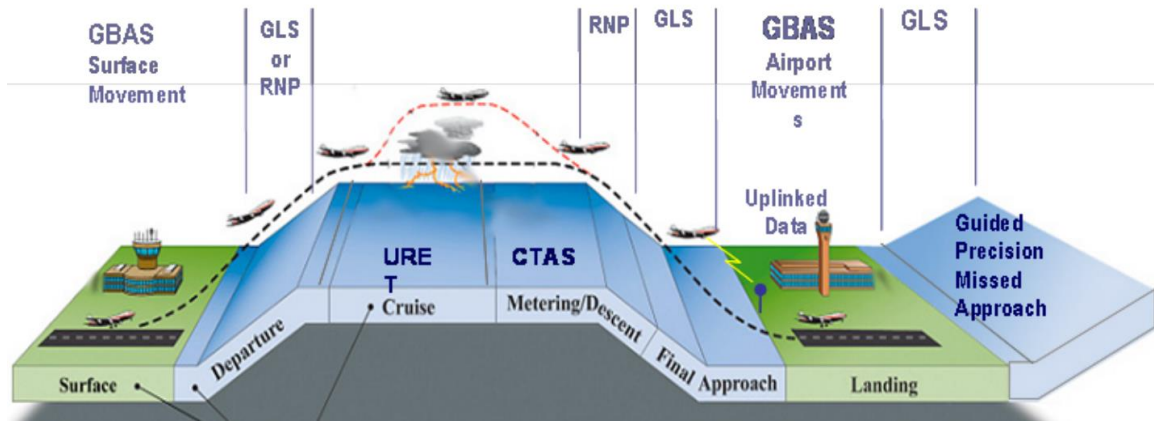 GBAS
Surface
Movement
GLS
or
RNP
RNP
GLS
GBAS
Airport
Movement
s
GLS
Uplinked
Data
Guided
Precision
Missed
Approach
URE
T
CTAS
Cruise
Metering/Descent
Departure
Final Approach
Surface
Landing